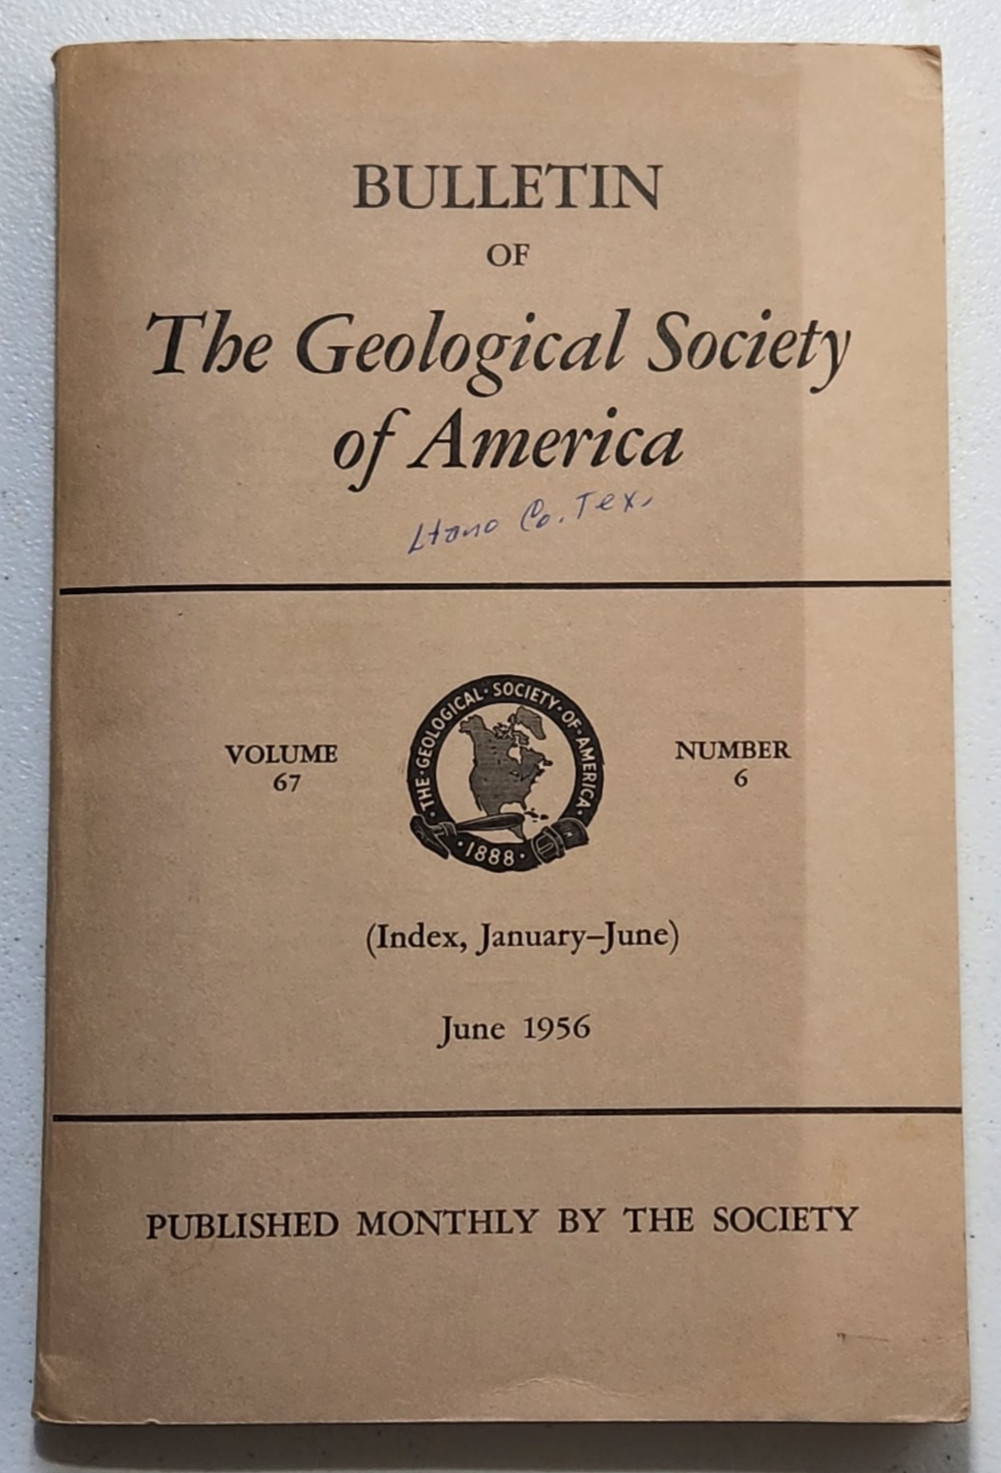 BULLETIN
OF
The Geological Society
of America
Llano Co. Tex.
VOLUME
67
THE · GEOLOGICAL · SOCIETY · OF · AMERICA ·
· 1888 ·
NUMBER
6
(Index, January–June)
June 1956
PUBLISHED MONTHLY BY THE SOCIETY